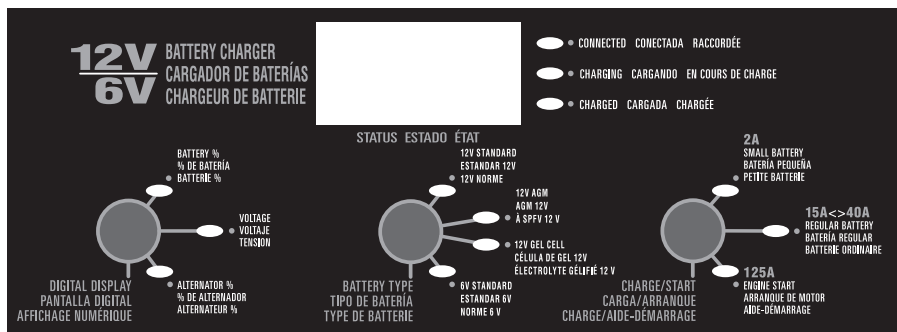 12V
6V
BATTERY CHARGER
CARGADOR DE BATERÍAS
CHARGEUR DE BATTERIE
STATUS ESTADO ÉTAT
• CONNECTED CONECTADA RACCORDÉE
• CHARGING CARGANDO EN COURS DE CHARGE
• CHARGED CARGADA CHARGÉE
• BATTERY %
% DE BATERÍA
BATTERIE %
• VOLTAGE
VOLTAJE
TENSION
• ALTERNATOR %
% DE ALTERNADOR
ALTERNATEUR %
DIGITAL DISPLAY
PANTALLA DIGITAL
AFFICHAGE NUMÉRIQUE
• 12V STANDARD
ESTANDAR 12V
12V NORME
• 12V AGM
AGM 12V
À SPFV 12 V
• 12V GEL CELL
CÉLULA DE GEL 12V
ÉLECTROLYTE GÉLIFIÉ 12 V
• 6V STANDARD
ESTANDAR 6V
NORME 6 V
BATTERY TYPE
TIPO DE BATERÍA
TYPE DE BATTERIE
2A
• SMALL BATTERY
BATERÍA PEQUEÑA
PETITE BATTERIE
15A<>40A
• REGULAR BATTERY
BATERÍA REGULAR
BATTERIE ORDINAIRE
125A
• ENGINE START
ARRANQUE DE MOTOR
AIDE-DÉMARRAGE
CHARGE/START
CARGA/ARRANQUE
CHARGE/AIDE-DÉMARRAGE